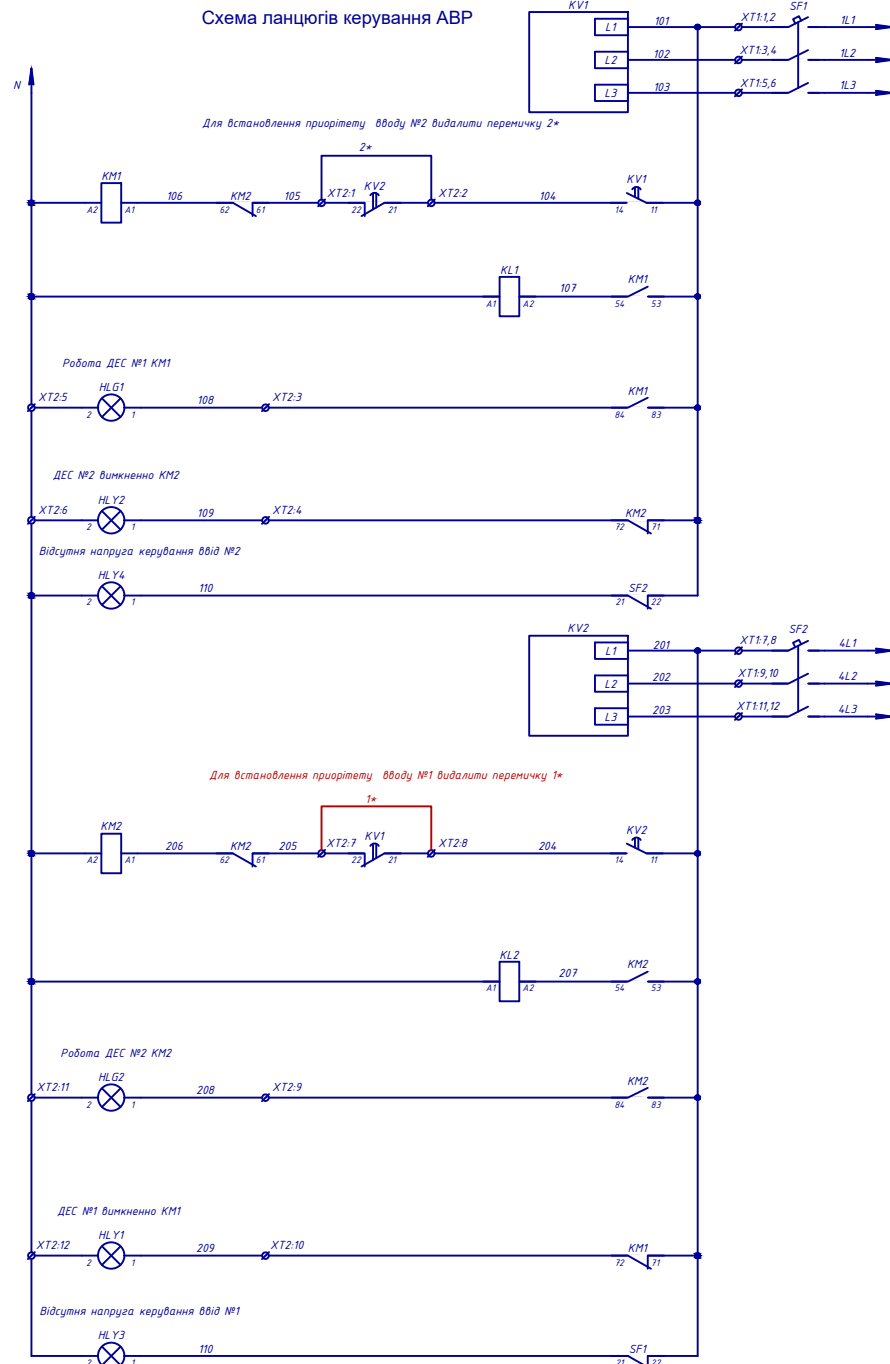 Схема ланцюгів керування АВР
KV1
SF1
L1 101 XT1:1,2 1L1
L2 102 XT1:3,4 1L2
L3 103 XT1:5,6 1L3
N
Для встановлення приорітету вводу №2 видалити перемичку 2*
2*
KM1 106 KM2 105 XT2:1 KV2 XT2:2 104 KV1
A2 A1 62 61 22 21 14 11
KL1 107 KM1
A1 A2 54 53
Робота ДЕС №1 КМ1
XT2:5 HLG1 108 XT2:3 KM1
2 1 84 83
ДЕС №2 вимкненно КМ2
XT2:6 HLY2 109 XT2:4 KM2
2 1 72 71
Відсутня напруга керування ввід №2
HLY4 110 SF2
2 1 21 22
KV2
SF2
L1 201 XT1:7,8 4L1
L2 202 XT1:9,10 4L2
L3 203 XT1:11,12 4L3
Для встановлення приорітету вводу №1 видалити перемичку 1*
1*
KM2 206 KM2 205 XT2:7 KV1 XT2:8 204 KV2
A2 A1 62 61 22 21 14 11
KL2 207 KM2
A1 A2 54 53
Робота ДЕС №2 КМ2
XT2:11 HLG2 208 XT2:9 KM2
2 1 84 83
ДЕС №1 вимкненно КМ1
XT2:12 HLY1 209 XT2:10 KM1
2 1 72 71
Відсутня напруга керування ввід №1
HLY3 110 SF1
2 1 21 22